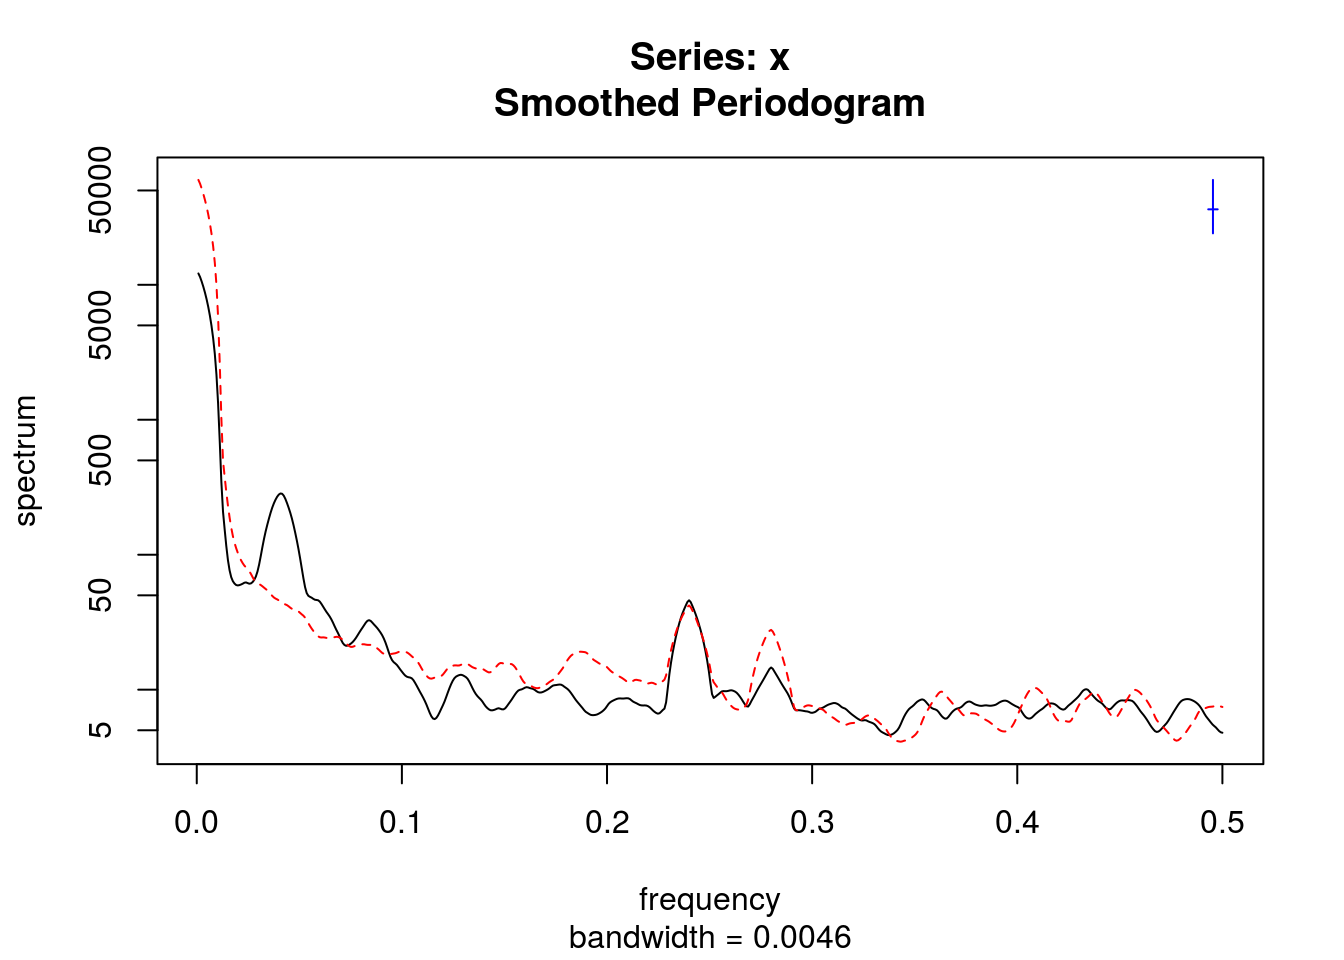 Series: x
Smoothed Periodogram
spectrum
50000
5000
500
50
5
0.0 0.1 0.2 0.3 0.4 0.5
frequency
bandwidth = 0.0046